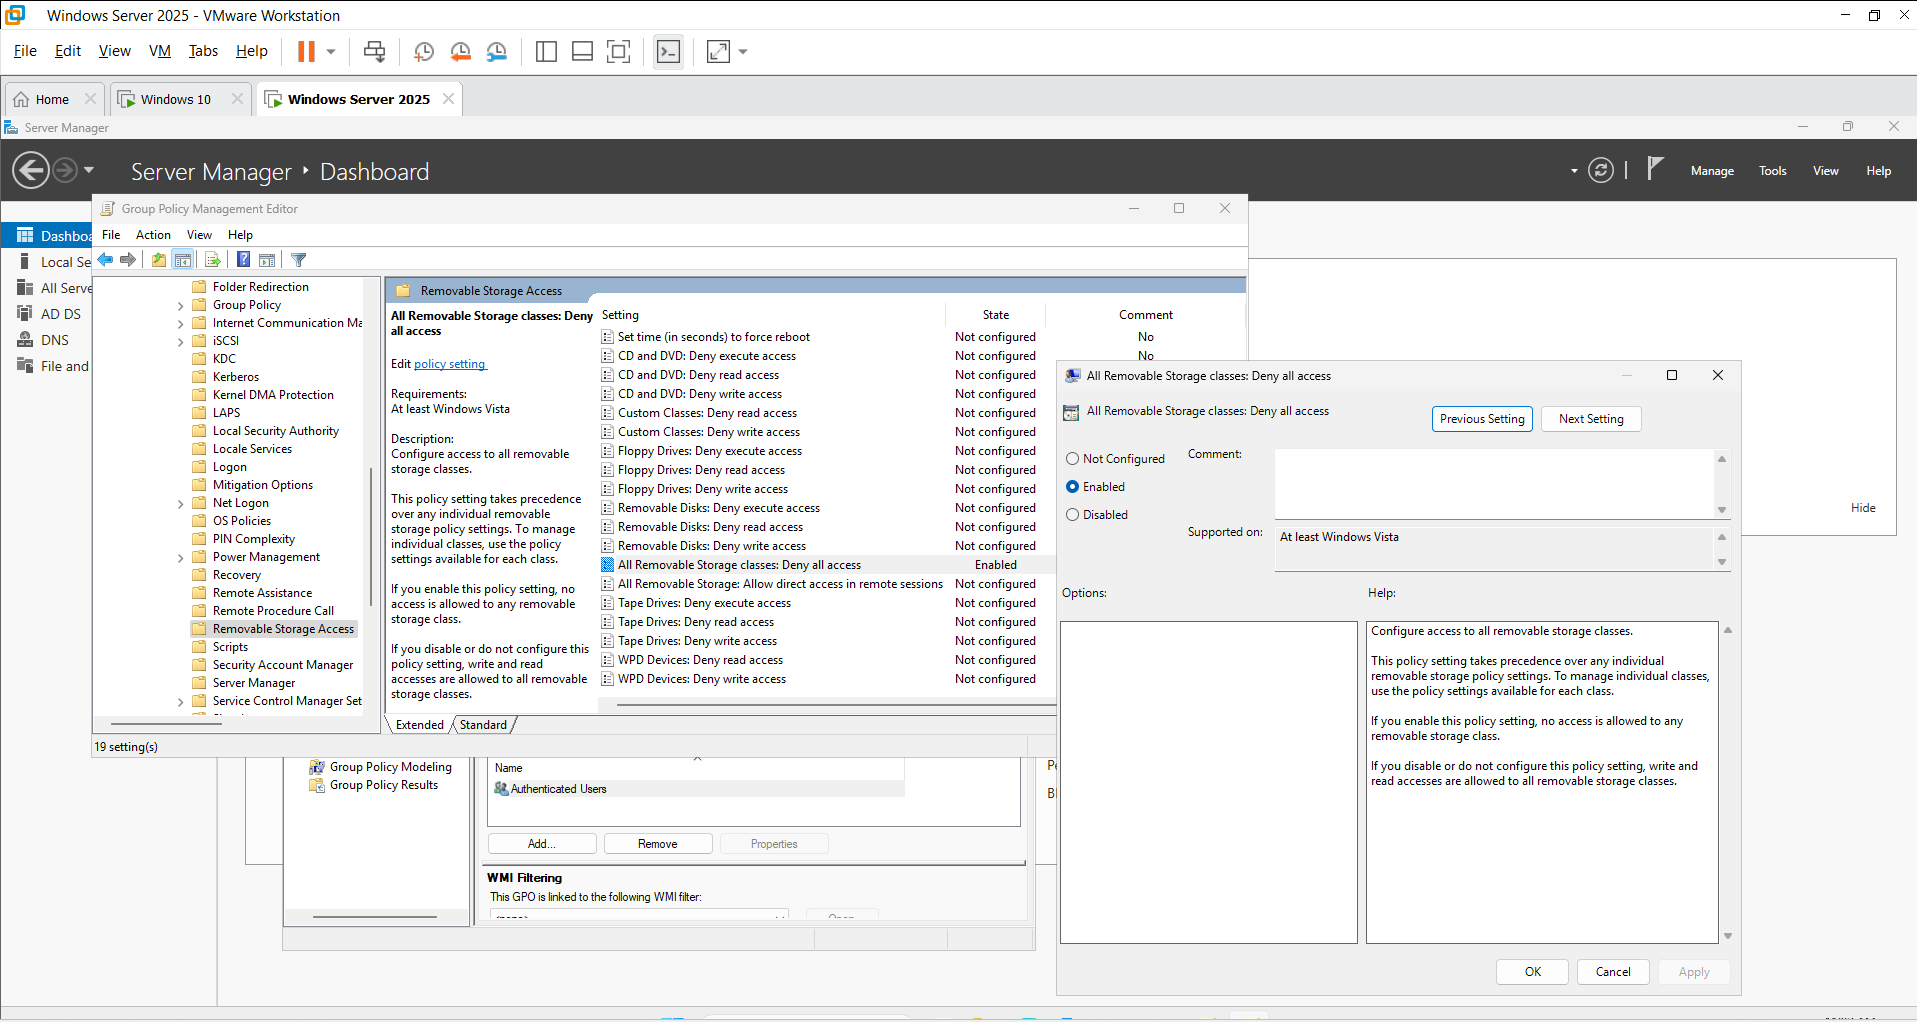 Windows Server 2025 - VMware Workstation
File Edit View VM Tabs Help
Home
Windows 10
Windows Server 2025
Server Manager
Server Manager Dashboard
Manage Tools View Help
Dashboa
Local Se
All Serve
AD DS
DNS
File and
Group Policy Management Editor
File Action View Help
Folder Redirection
Group Policy
Internet Communication Ma
iSCSI
KDC
Kerberos
Kernel DMA Protection
LAPS
Local Security Authority
Locale Services
Logon
Mitigation Options
Net Logon
OS Policies
PIN Complexity
Power Management
Recovery
Remote Assistance
Remote Procedure Call
Removable Storage Access
Scripts
Security Account Manager
Server Manager
Service Control Manager Set
Removable Storage Access
All Removable Storage classes: Deny
all access
Edit policy setting
Requirements:
At least Windows Vista
Description:
Configure access to all removable
storage classes.
This policy setting takes precedence
over any individual removable
storage policy settings. To manage
individual classes, use the policy
settings available for each class.
If you enable this policy setting, no
access is allowed to any removable
storage class.
If you disable or do not configure this
policy setting, write and read
accesses are allowed to all removable
storage classes.
Setting State Comment
Set time (in seconds) to force reboot Not configured No
CD and DVD: Deny execute access Not configured No
CD and DVD: Deny read access Not configured
CD and DVD: Deny write access Not configured
Custom Classes: Deny read access Not configured
Custom Classes: Deny write access Not configured
Floppy Drives: Deny execute access Not configured
Floppy Drives: Deny read access Not configured
Floppy Drives: Deny write access Not configured
Removable Disks: Deny execute access Not configured
Removable Disks: Deny read access Not configured
Removable Disks: Deny write access Not configured
All Removable Storage classes: Deny all access Enabled
All Removable Storage: Allow direct access in remote sessions Not configured
Tape Drives: Deny execute access Not configured
Tape Drives: Deny read access Not configured
Tape Drives: Deny write access Not configured
WPD Devices: Deny read access Not configured
WPD Devices: Deny write access Not configured
Extended Standard
19 setting(s)
Group Policy Modeling
Group Policy Results
Name
Authenticated Users
Add... Remove Properties
WMI Filtering
This GPO is linked to the following WMI filter:
All Removable Storage classes: Deny all access
All Removable Storage classes: Deny all access
Previous Setting Next Setting
Not Configured
Enabled
Disabled
Comment:
Supported on:
At least Windows Vista
Options:
Help:
Configure access to all removable storage classes.
This policy setting takes precedence over any individual
removable storage policy settings. To manage individual classes,
use the policy settings available for each class.
If you enable this policy setting, no access is allowed to any
removable storage class.
If you disable or do not configure this policy setting, write and
read accesses are allowed to all removable storage classes.
OK Cancel Apply
Hide